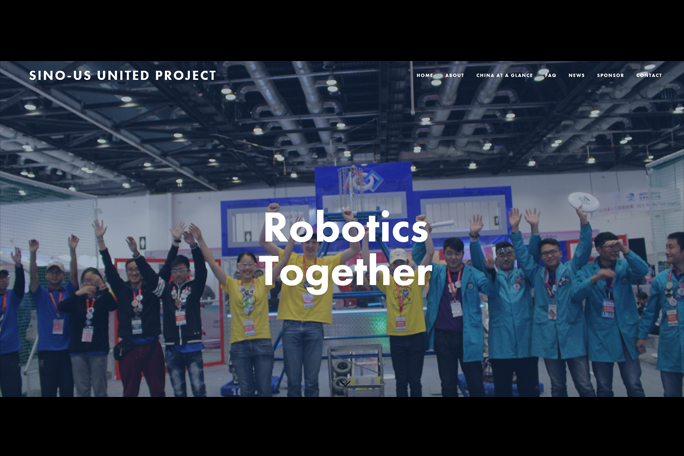 SINO-US UNITED PROJECT
HOME ABOUT CHINA AT A GLANCE FAQ NEWS SPONSOR CONTACT
Robotics
Together